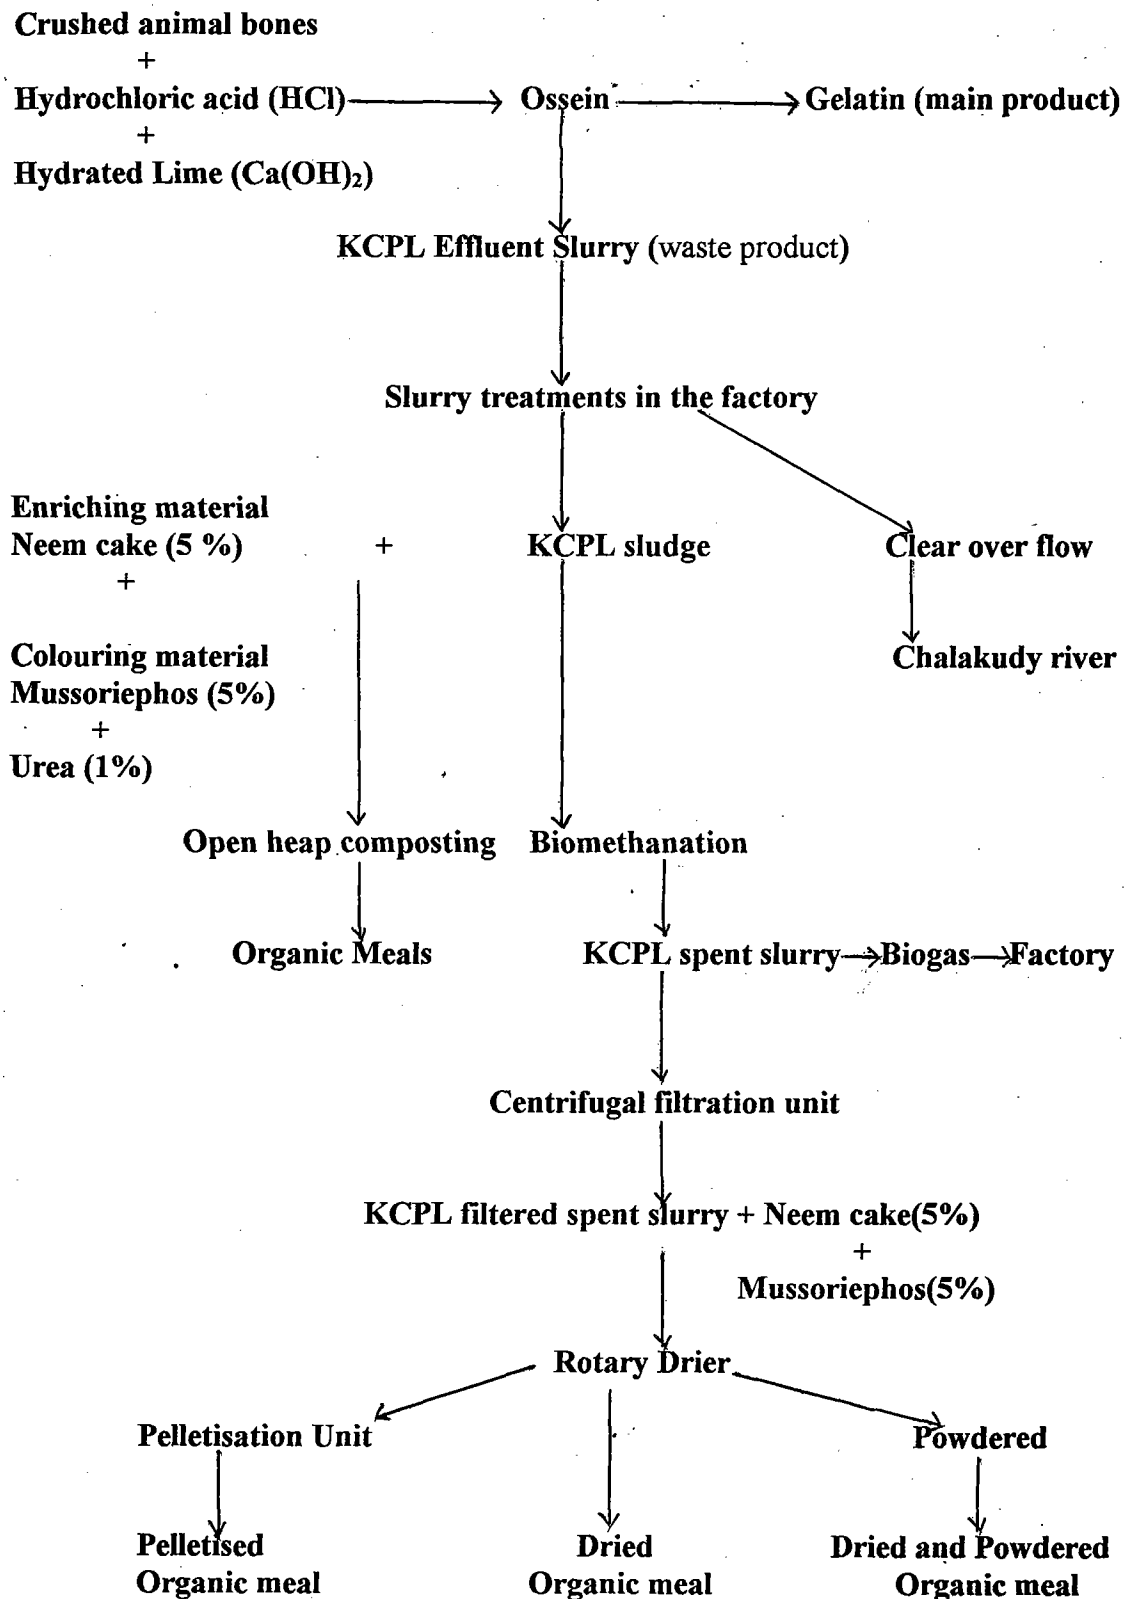 Crushed animal bones
+
Hydrochloric acid (HCl) Ossein Gelatin (main product)
+
Hydrated Lime (Ca(OH)₂)
KCPL Effluent Slurry (waste product)
Slurry treatments in the factory
Enriching material
Neem cake (5 %) + KCPL sludge Clear over flow
+
Colouring material Chalakudy river
Mussoriephos (5%)
+
Urea (1%)
Open heap composting Biomethanation
Organic Meals KCPL spent slurry Biogas Factory
Centrifugal filtration unit
KCPL filtered spent slurry + Neem cake(5%)
+
Mussoriephos(5%)
Rotary Drier
Pelletisation Unit Powdered
Pelletised Dried Dried and Powdered
Organic meal Organic meal Organic meal